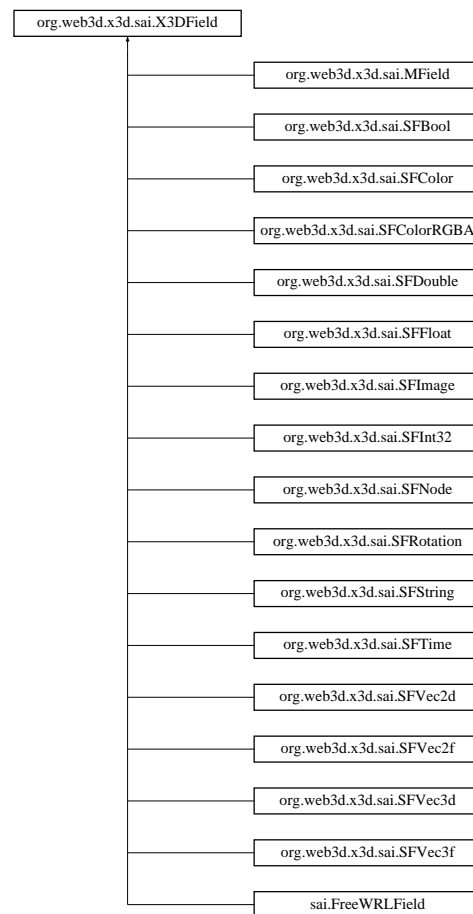 org.web3d.x3d.sai.X3DField
org.web3d.x3d.sai.MField
org.web3d.x3d.sai.SFBool
org.web3d.x3d.sai.SFColor
org.web3d.x3d.sai.SFColorRGBA
org.web3d.x3d.sai.SFDouble
org.web3d.x3d.sai.SFFloat
org.web3d.x3d.sai.SFImage
org.web3d.x3d.sai.SFInt32
org.web3d.x3d.sai.SFNode
org.web3d.x3d.sai.SFRotation
org.web3d.x3d.sai.SFString
org.web3d.x3d.sai.SFTime
org.web3d.x3d.sai.SFVec2d
org.web3d.x3d.sai.SFVec2f
org.web3d.x3d.sai.SFVec3d
org.web3d.x3d.sai.SFVec3f
sai.FreeWRLField